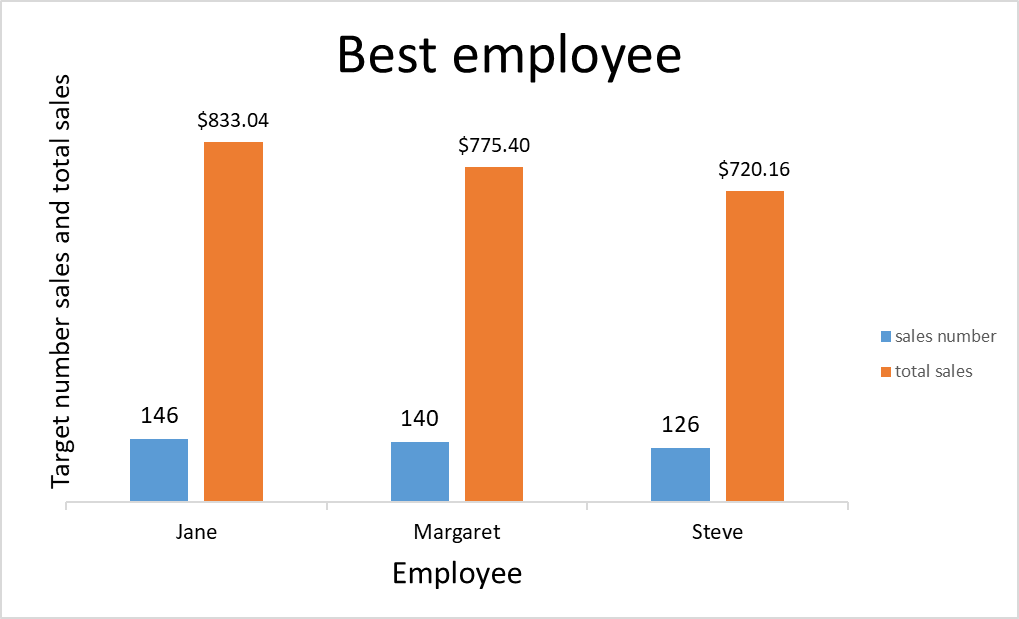 Best employee
Target number sales and total sales
$833.04
$775.40
$720.16
146
140
126
sales number
total sales
Jane
Margaret
Steve
Employee